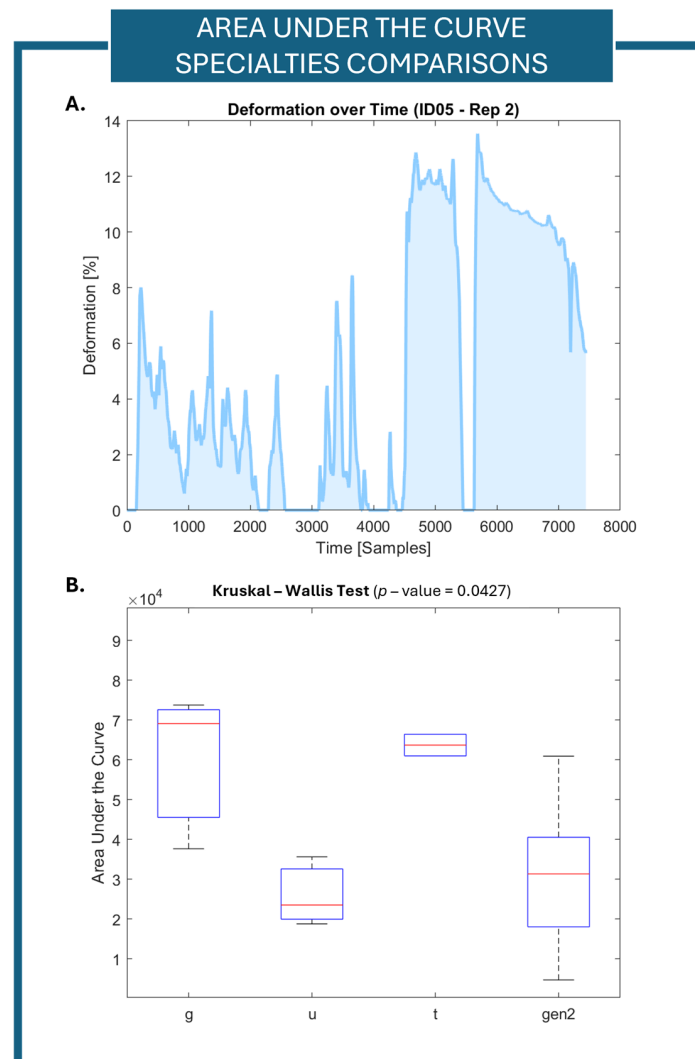 AREA UNDER THE CURVE
SPECIALTIES COMPARISONS
A.
Deformation over Time (ID05 - Rep 2)
14
12
10
8
6
4
2
0
Deformation [%]
0 1000 2000 3000 4000 5000 6000 7000 8000
Time [Samples]
B.
Kruskal – Wallis Test (p – value = 0.0427)
×10⁴
9
8
7
6
5
4
3
2
1
Area Under the Curve
g u t gen2